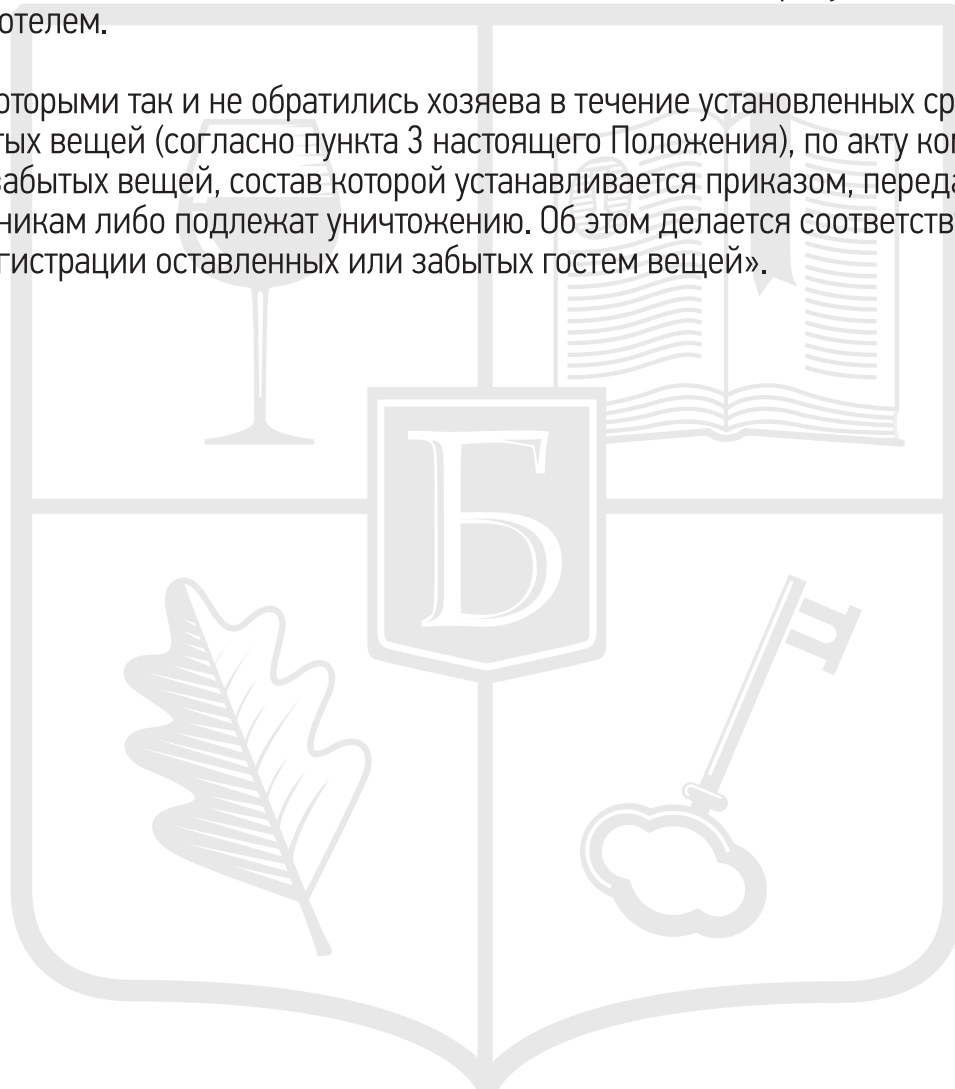 отелем.
оторыми так и не обратились хозяева в течение установленных ср
тых вещей (согласно пункта 3 настоящего Положения), по акту ко
забытых вещей, состав которой устанавливается приказом, переда
никам либо подлежат уничтожению. Об этом делается соответств
гистрации оставленных или забытых гостем вещей».
Б